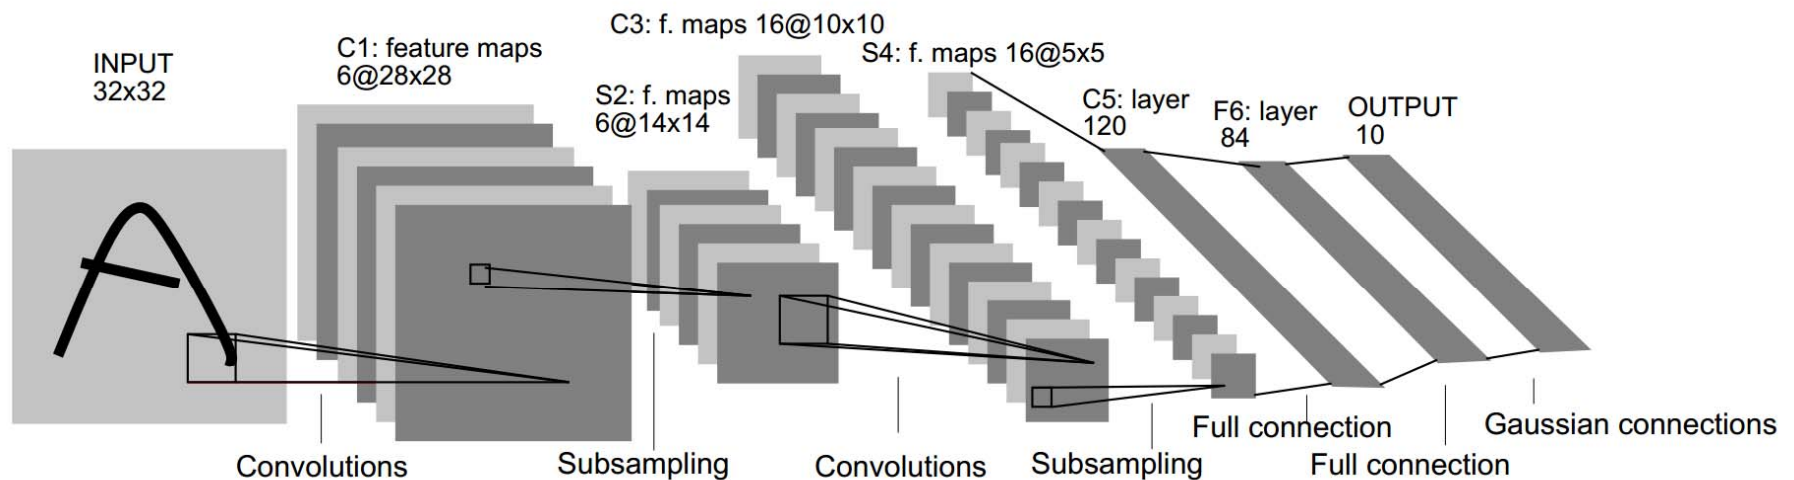 INPUT
32x32
C1: feature maps
6@28x28
S2: f. maps
6@14x14
C3: f. maps 16@10x10
S4: f. maps 16@5x5
C5: layer
120
F6: layer
84
OUTPUT
10
Convolutions
Subsampling
Convolutions
Subsampling
Full connection
Full connection
Gaussian connections